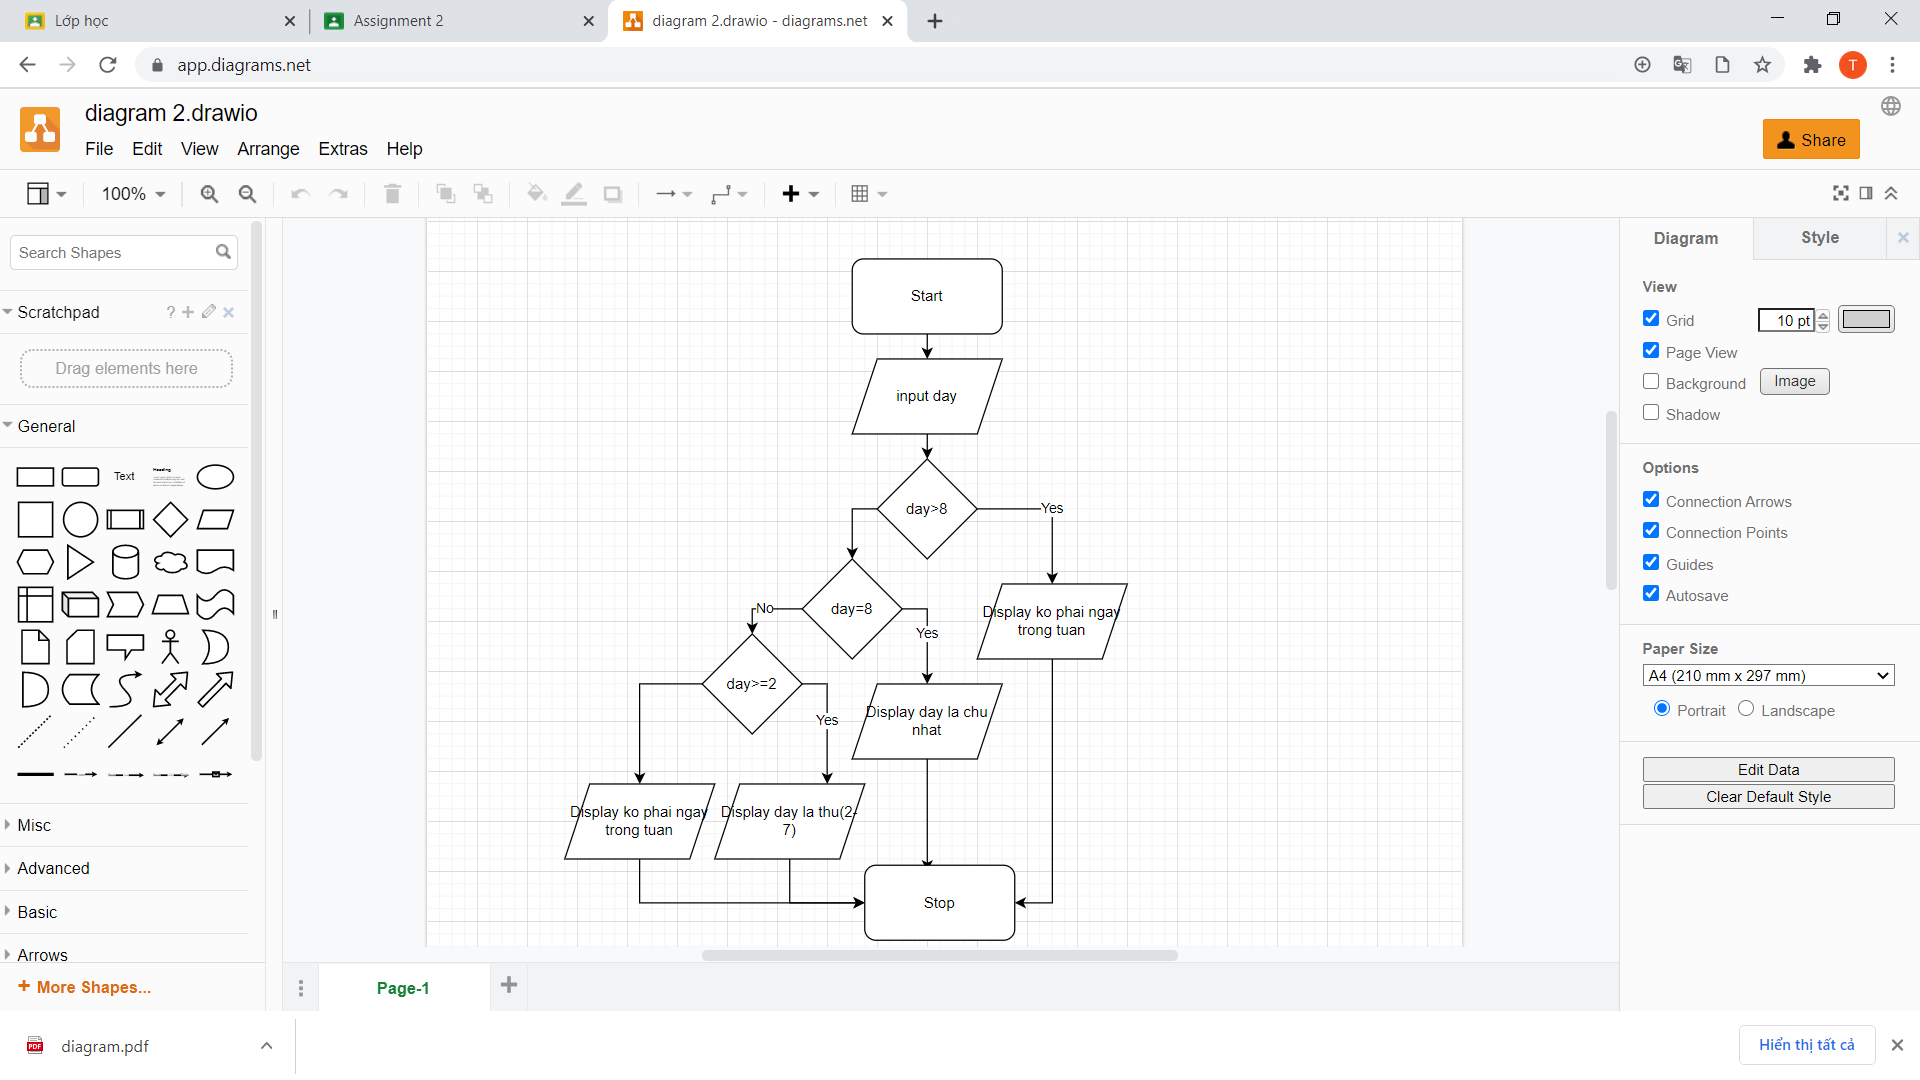 Lớp học
Assignment 2
diagram 2.drawio - diagrams.net
app.diagrams.net
T
diagram 2.drawio
File Edit View Arrange Extras Help
Share
100%
Search Shapes
Scratchpad
?
Drag elements here
General
Text
Heading
Misc
Advanced
Basic
Arrows
+ More Shapes...
Start
input day
day>8
Yes
day=8
No
Yes
Display ko phai ngay
trong tuan
day>=2
Yes
Display day la chu
nhat
Display ko phai ngay
trong tuan
Display day la thu(2-
7)
Stop
Page-1
Diagram
Style
View
Grid
10 pt
Page View
Background
Image
Shadow
Options
Connection Arrows
Connection Points
Guides
Autosave
Paper Size
A4 (210 mm x 297 mm)
Portrait
Landscape
Edit Data
Clear Default Style
PDF
diagram.pdf
Hiển thị tất cả